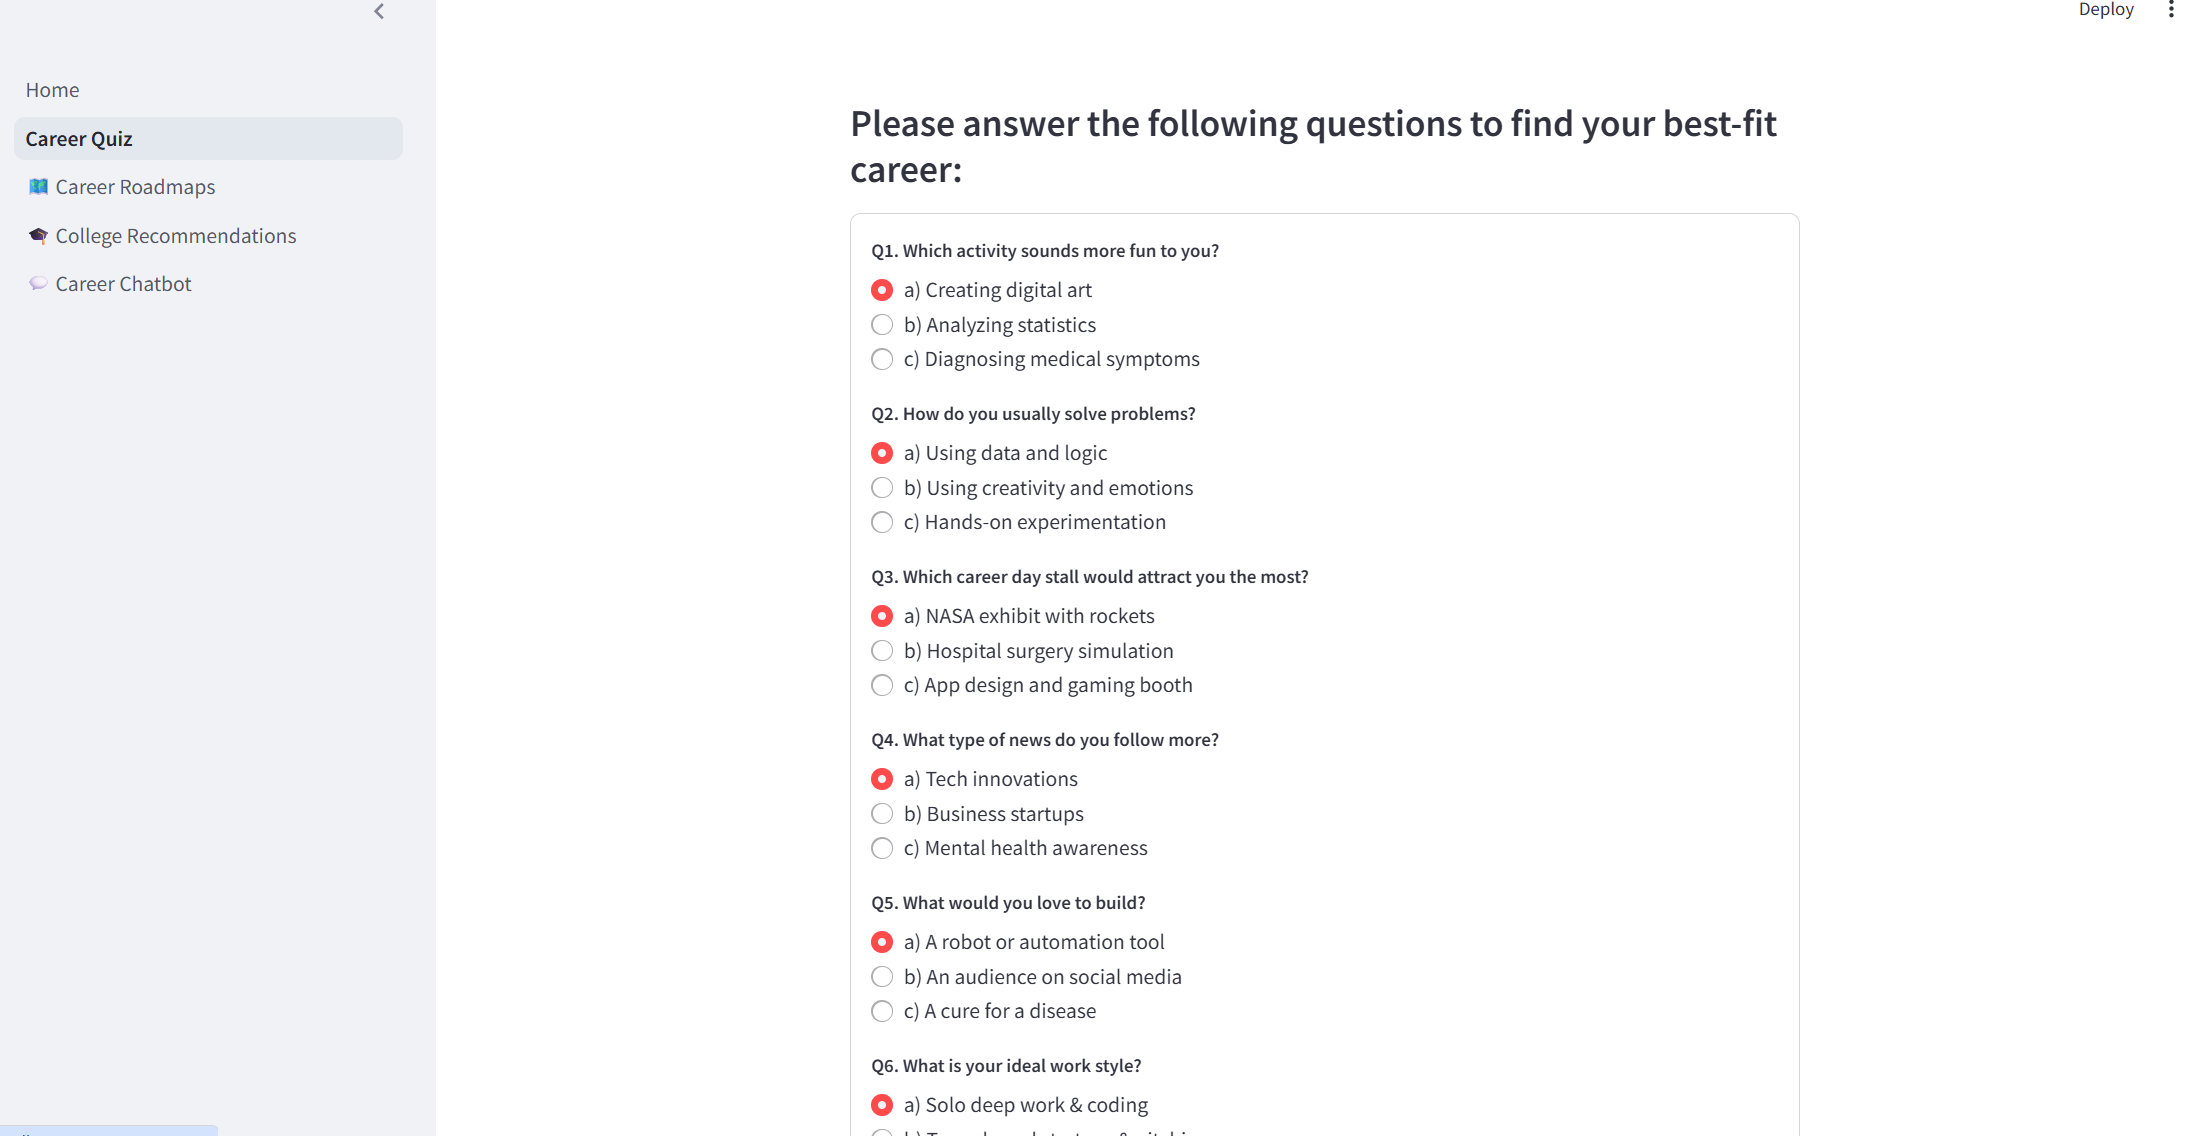 Deploy
Home
Career Quiz
Career Roadmaps
College Recommendations
Career Chatbot
Please answer the following questions to find your best-fit
career:
Q1. Which activity sounds more fun to you?
a) Creating digital art
b) Analyzing statistics
c) Diagnosing medical symptoms
Q2. How do you usually solve problems?
a) Using data and logic
b) Using creativity and emotions
c) Hands-on experimentation
Q3. Which career day stall would attract you the most?
a) NASA exhibit with rockets
b) Hospital surgery simulation
c) App design and gaming booth
Q4. What type of news do you follow more?
a) Tech innovations
b) Business startups
c) Mental health awareness
Q5. What would you love to build?
a) A robot or automation tool
b) An audience on social media
c) A cure for a disease
Q6. What is your ideal work style?
a) Solo deep work & coding